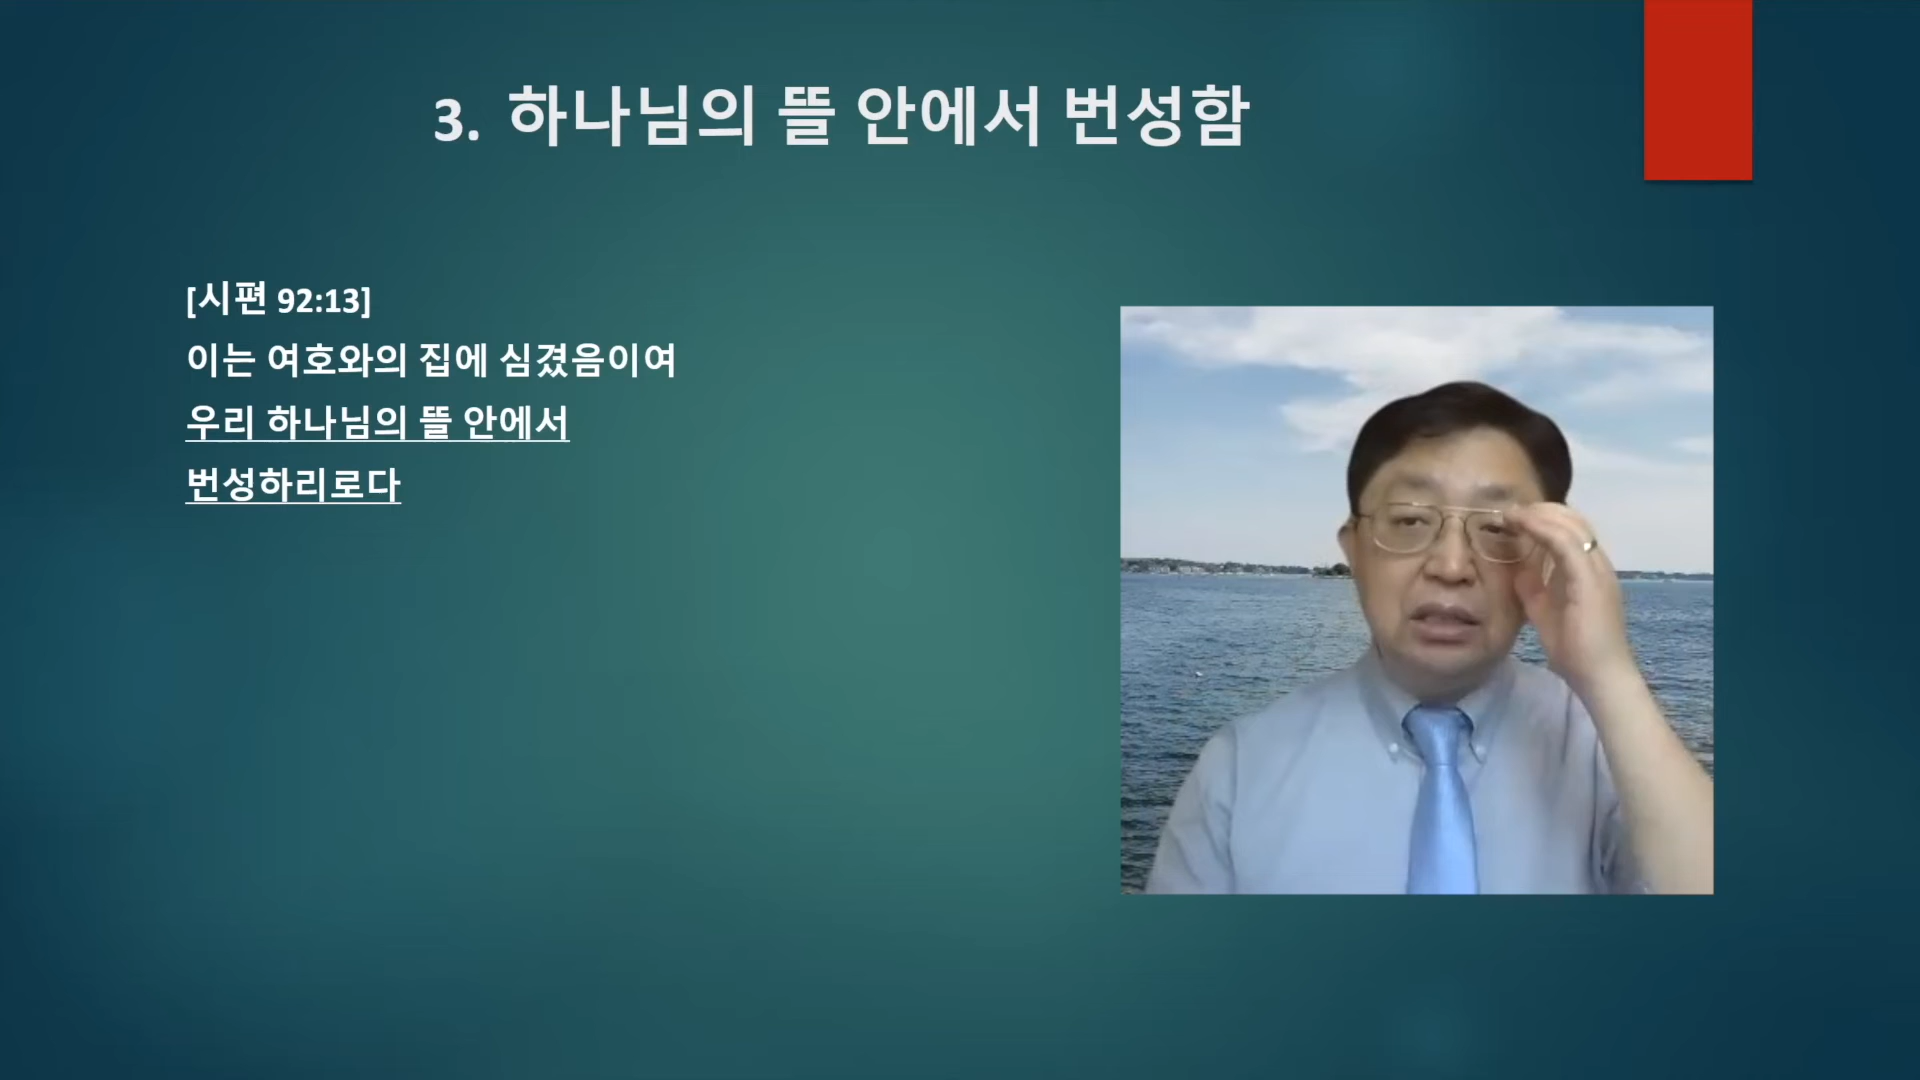 3. 하나님의 뜰 안에서 번성함
[시편 92:13]
이는 여호와의 집에 심겼음이여
우리 하나님의 뜰 안에서
번성하리로다